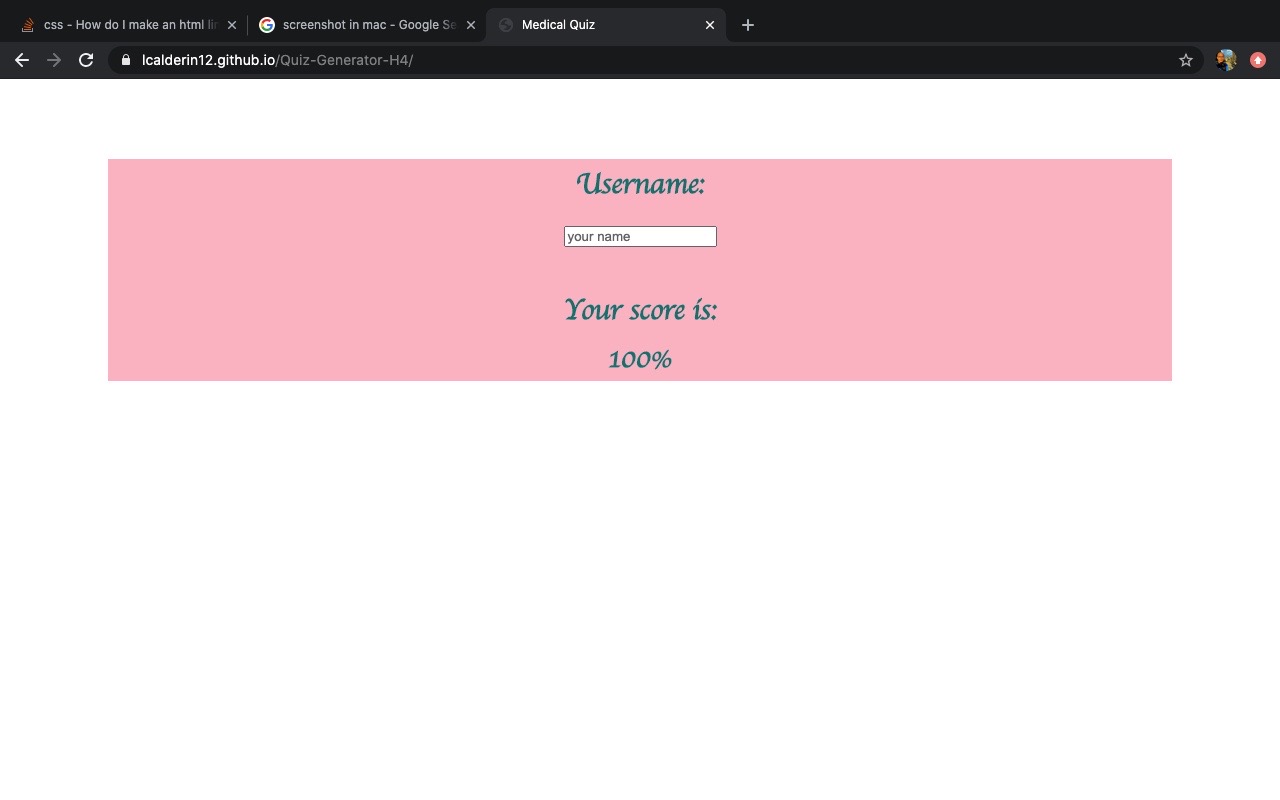 css - How do I make an html lin
screenshot in mac - Google Se
Medical Quiz
lcalderin12.github.io/Quiz-Generator-H4/
Username:
your name
Your score is:
100%